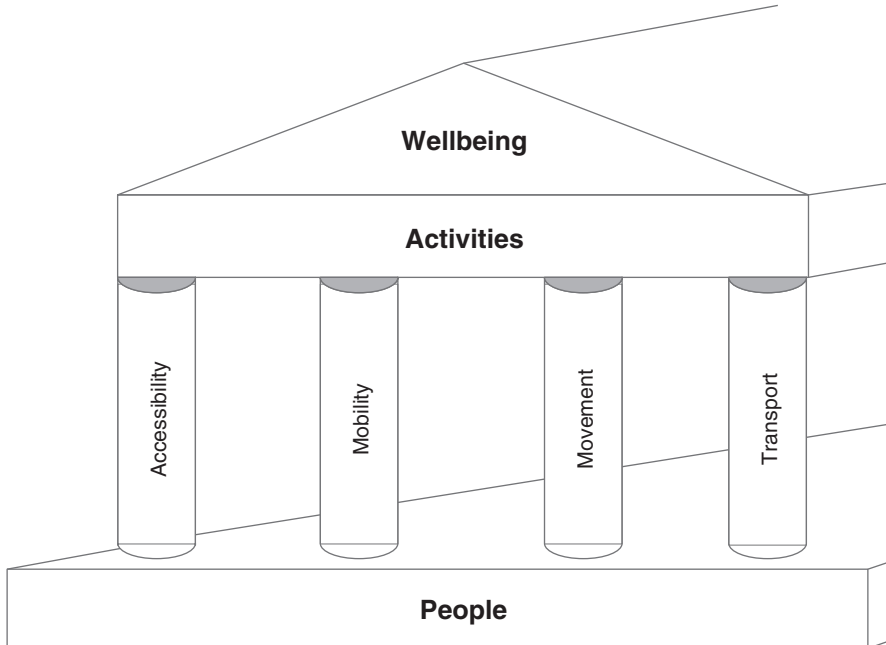 Wellbeing
Activities
Accessibility
Mobility
Movement
Transport
People